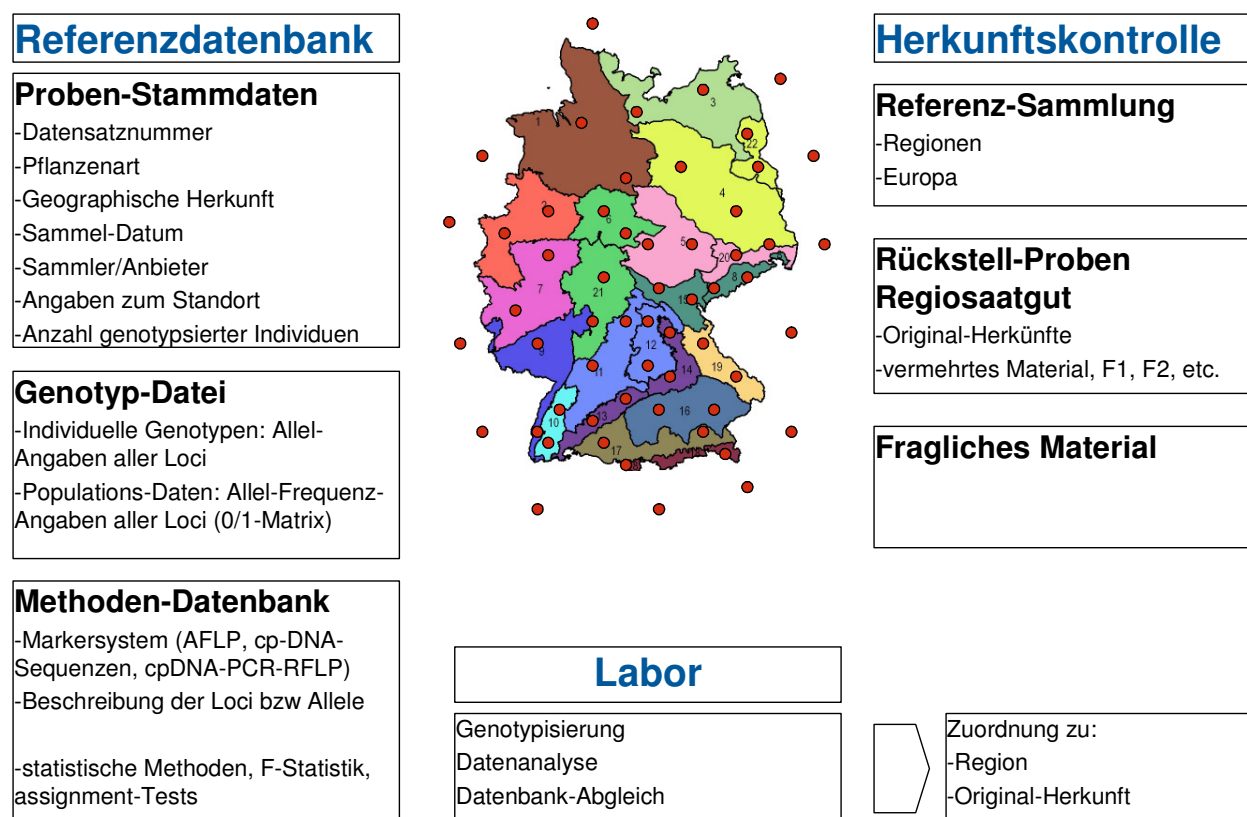 Referenzdatenbank
Proben-Stammdaten
-Datensatznummer
-Pflanzenart
-Geographische Herkunft
-Sammel-Datum
-Sammler/Anbieter
-Angaben zum Standort
-Anzahl genotypsierter Individuen
Genotyp-Datei
-Individuelle Genotypen: Allel-
Angaben aller Loci
-Populations-Daten: Allel-Frequenz-
Angaben aller Loci (0/1-Matrix)
Methoden-Datenbank
-Markersystem (AFLP, cp-DNA-
Sequenzen, cpDNA-PCR-RFLP)
-Beschreibung der Loci bzw Allele
-statistische Methoden, F-Statistik,
assignment-Tests
1
3
22
4
2
6
5
20
8
7
21
15
9
12
19
11
14
10
13
16
17
Labor
Genotypisierung
Datenanalyse
Datenbank-Abgleich
Herkunftskontrolle
Referenz-Sammlung
-Regionen
-Europa
Rückstell-Proben
Regiosaatgut
-Original-Herkünfte
-vermehrtes Material, F1, F2, etc.
Fragliches Material
Zuordnung zu:
-Region
-Original-Herkunft